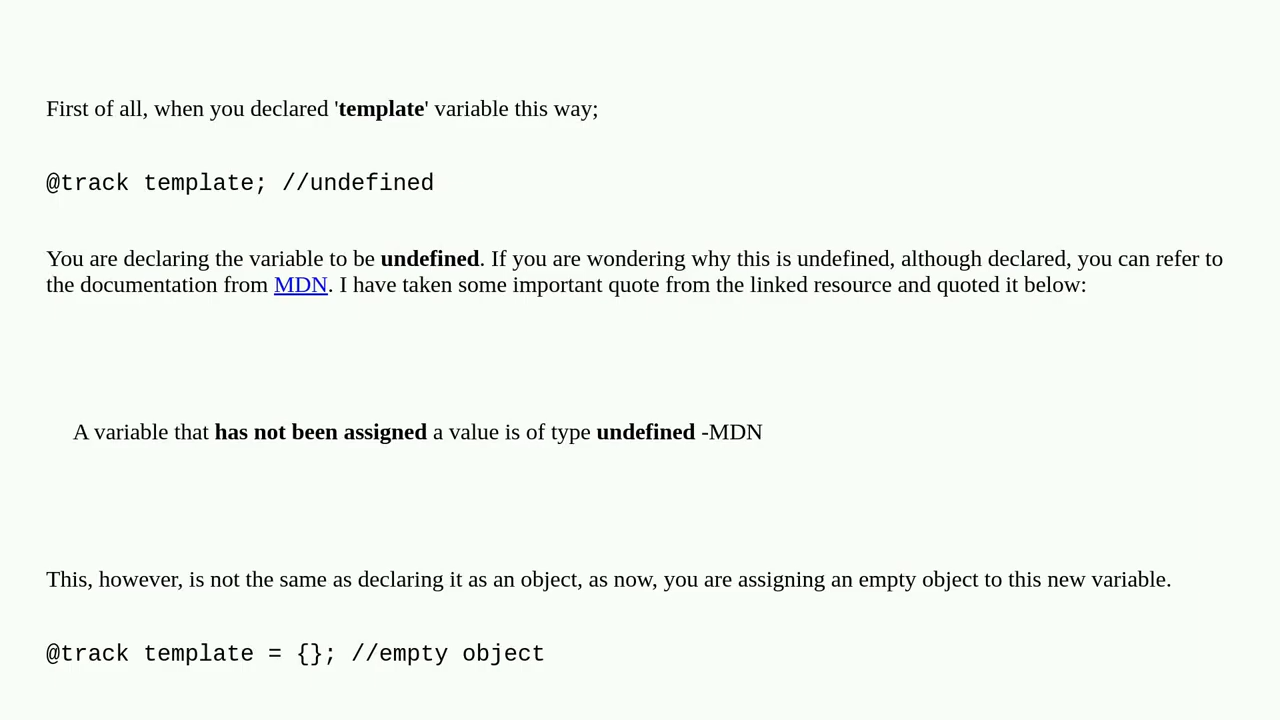 First of all, when you declared 'template' variable this way;
@track template; //undefined
You are declaring the variable to be undefined. If you are wondering why this is undefined, although declared, you can refer to
the documentation from MDN. I have taken some important quote from the linked resource and quoted it below:
A variable that has not been assigned a value is of type undefined -MDN
This, however, is not the same as declaring it as an object, as now, you are assigning an empty object to this new variable.
@track template = {}; //empty object